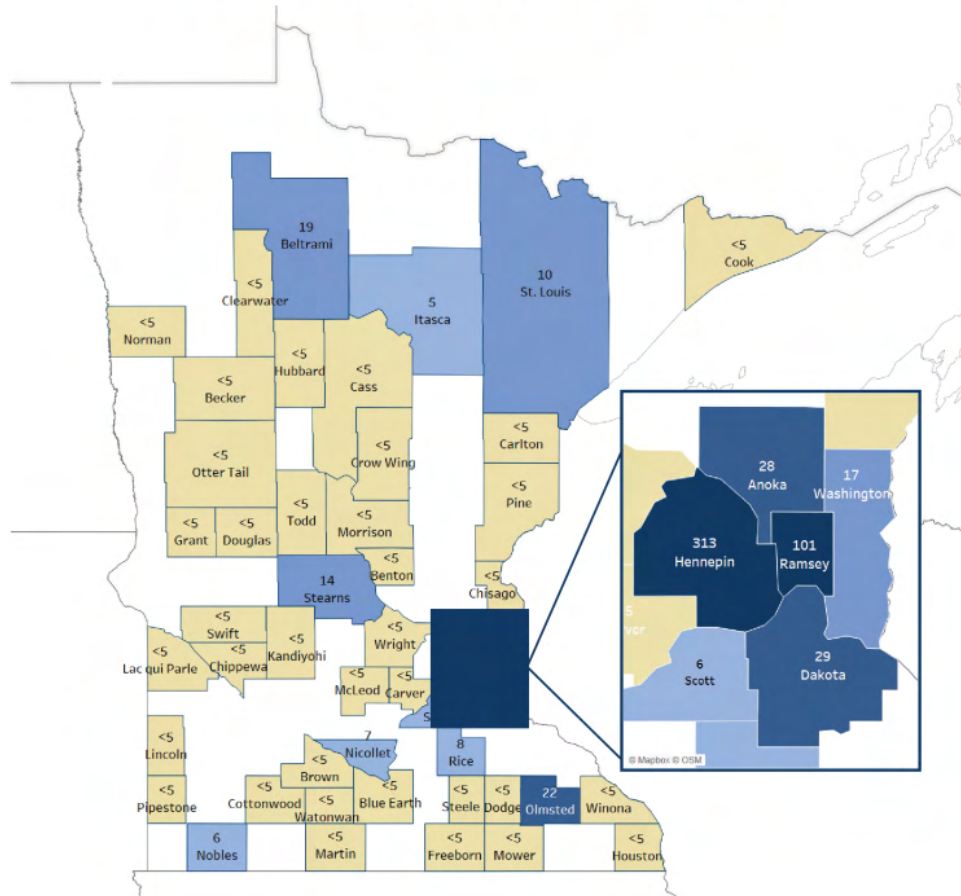 19
Beltrami
<5
Clearwater
<5
Cook
10
St. Louis
5
Itasca
<5
Norman
<5
Hubbard
<5
Cass
<5
Becker
<5
Otter Tail
<5
Crow Wing
<5
Carlton
<5
Pine
<5
Grant
<5
Douglas
<5
Todd
<5
Morrison
<5
Benton
<5
Chisago
14
Stearns
<5
Swift
<5
Lac qui Parle
<5
Chippewa
<5
Kandiyohi
<5
Wright
<5
McLeod
<5
Carver
S
<5
Lincoln
7
Nicollet
8
Rice
<5
Pipestone
<5
Cottonwood
<5
Brown
<5
Watonwan
<5
Blue Earth
<5
Steele
<5
Dodge
22
Olmsted
<5
Winona
6
Nobles
<5
Martin
<5
Freeborn
<5
Mower
<5
Houston
28
Anoka
17
Washington
313
Hennepin
101
Ramsey
5
ver
6
Scott
29
Dakota
© Mapbox © OSM